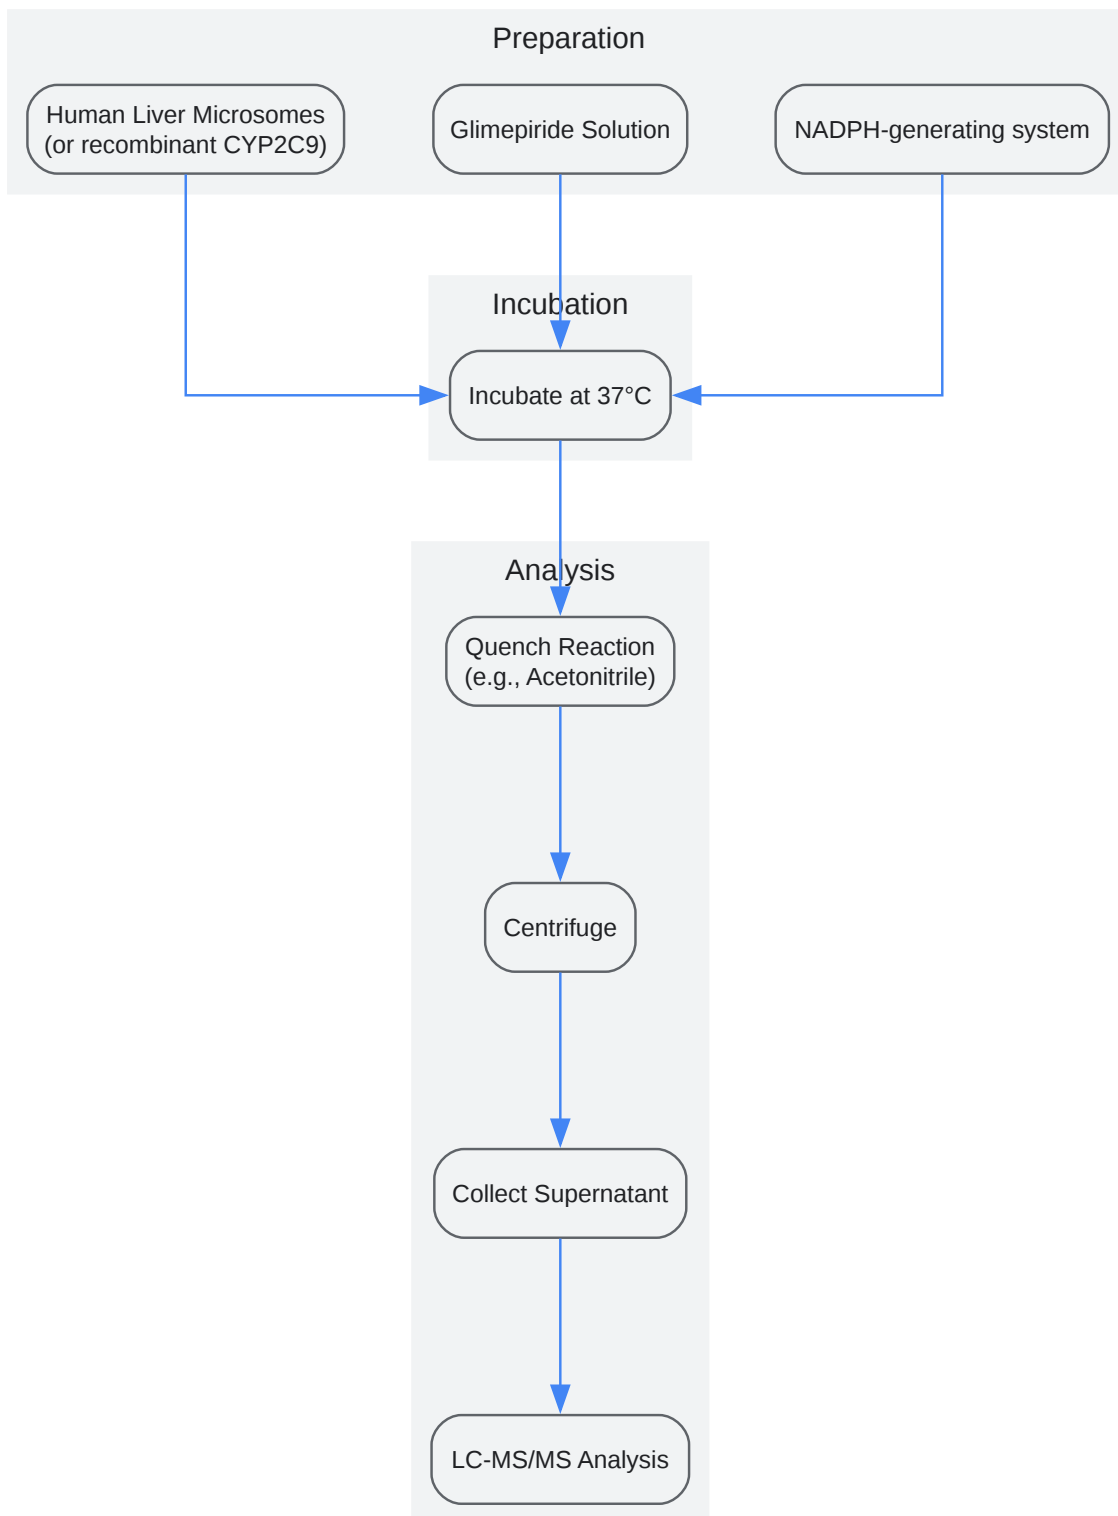 Preparation
Human Liver Microsomes
(or recombinant CYP2C9)
Glimepiride Solution
NADPH-generating system
Incubation
Incubate at 37°C
Analysis
Quench Reaction
(e.g., Acetonitrile)
Centrifuge
Collect Supernatant
LC-MS/MS Analysis